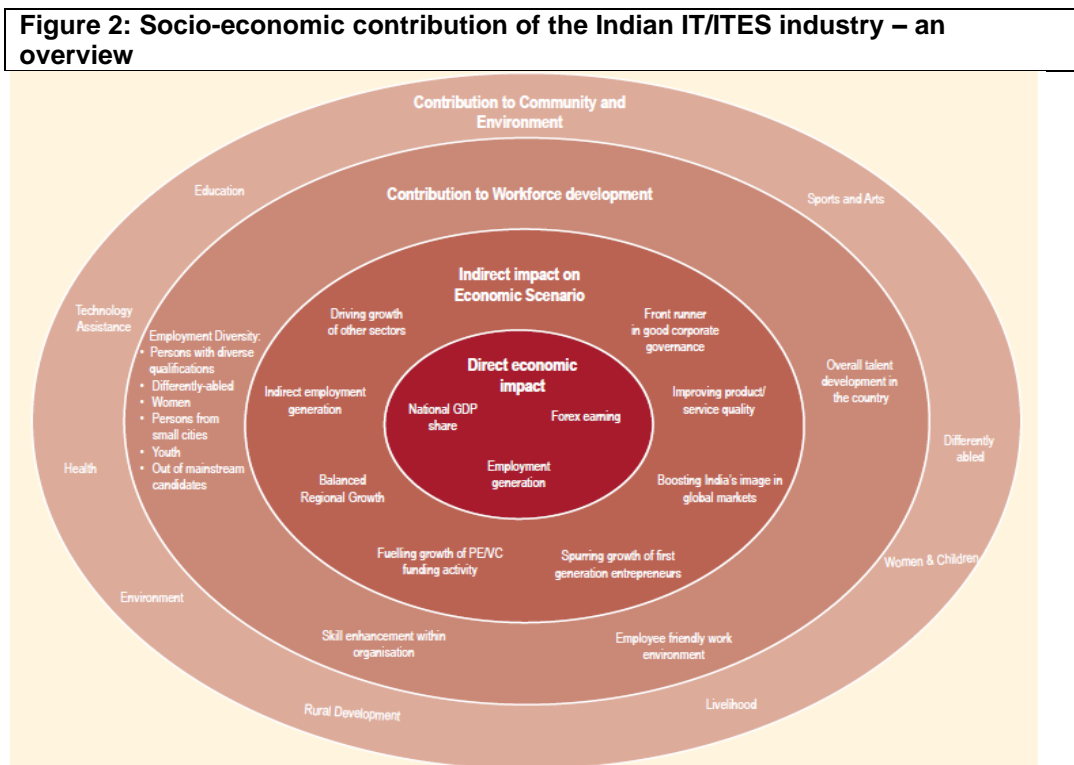 Figure 2: Socio-economic contribution of the Indian IT/ITES industry – an
overview
Contribution to Community and
Environment
Education
Sports and Arts
Technology
Assistance
Health
Differently
abled
Women & Children
Environment
Rural Development
Livelihood
Contribution to Workforce development
Employment Diversity:
• Persons with diverse
qualifications
• Differently-abled
• Women
• Persons from
small cities
• Youth
• Out of mainstream
candidates
Overall talent
development in
the country
Skill enhancement within
organisation
Employee friendly work
environment
Indirect impact on
Economic Scenario
Driving growth
of other sectors
Front runner
in good corporate
governance
Indirect employment
generation
Improving product/
service quality
Balanced
Regional Growth
Boosting India's image in
global markets
Fuelling growth of PE/VC
funding activity
Spurring growth of first
generation entrepreneurs
Direct economic
impact
National GDP
share
Forex earning
Employment
generation